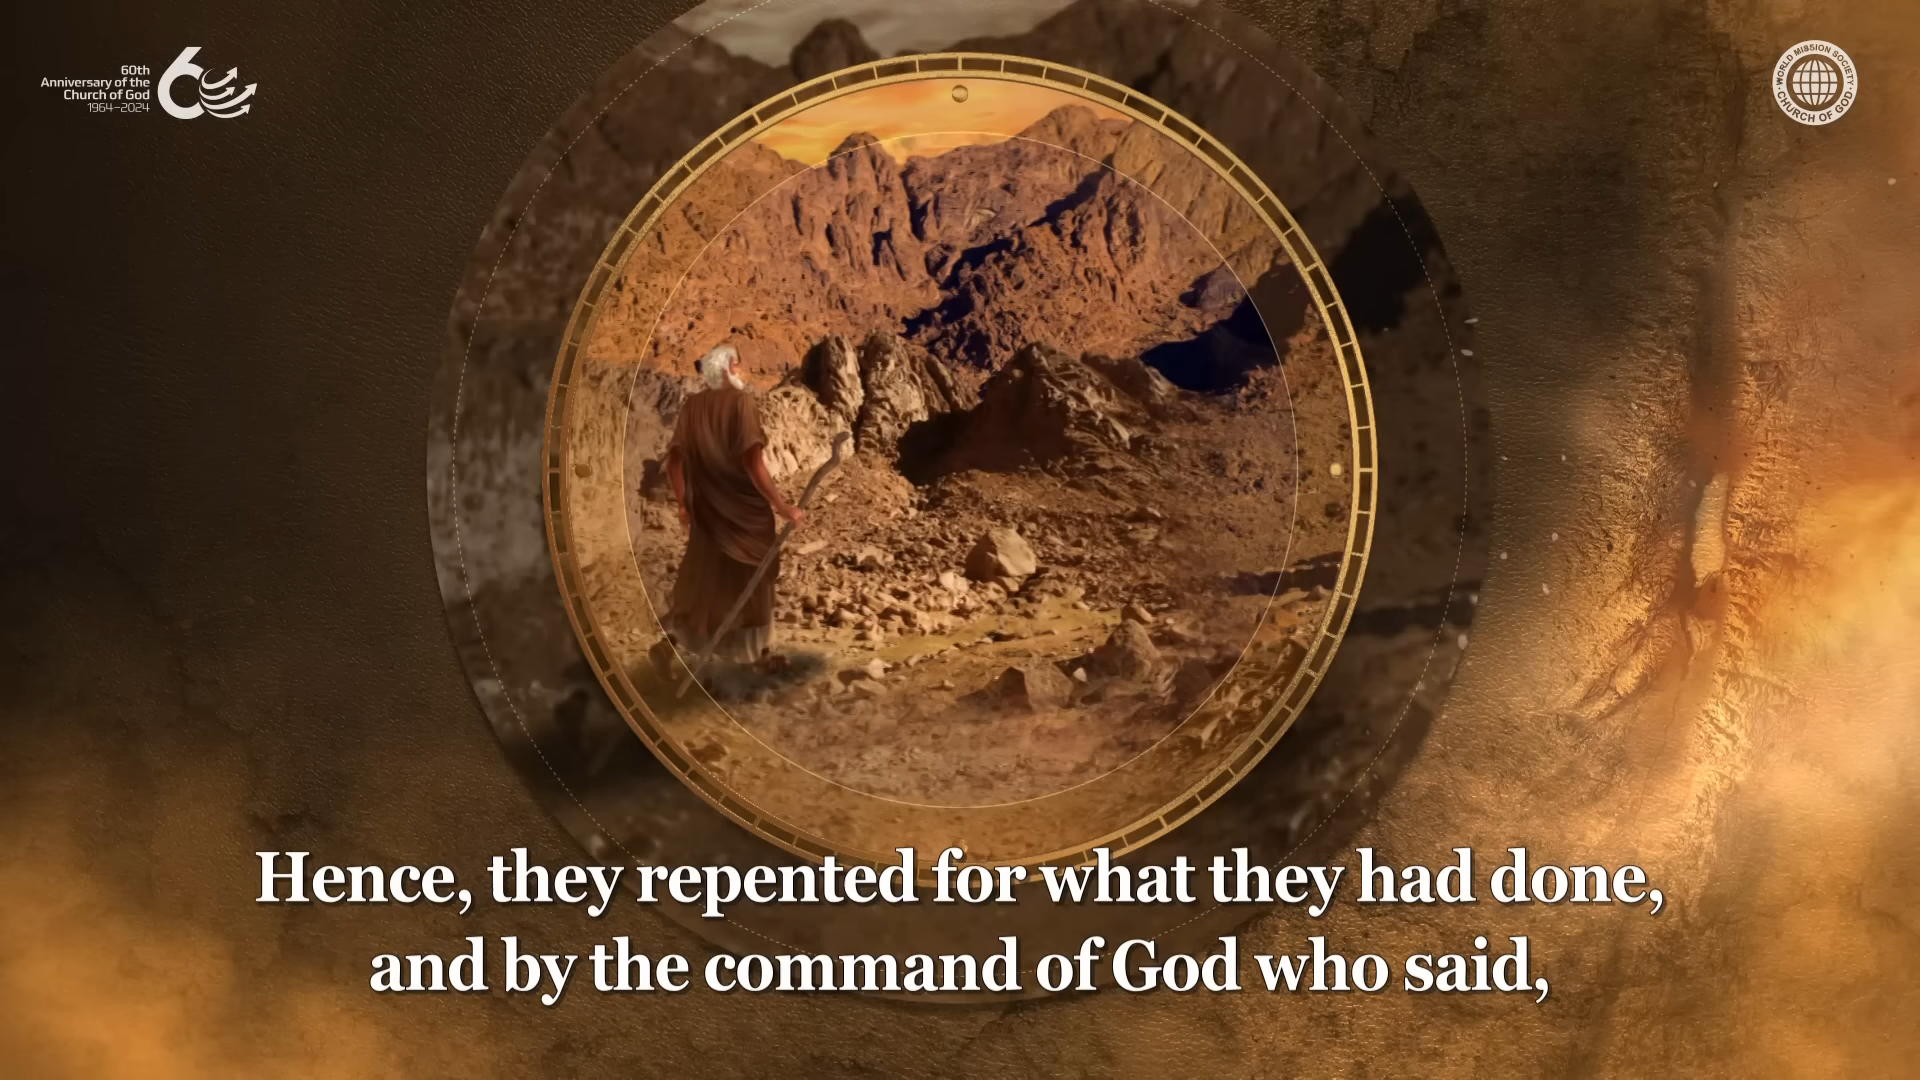 60th
Anniversary of the
Church of God
1964–2024
60
WORLD MISSION SOCIETY
CHURCH OF GOD
Hence, they repented for what they had done,
and by the command of God who said,